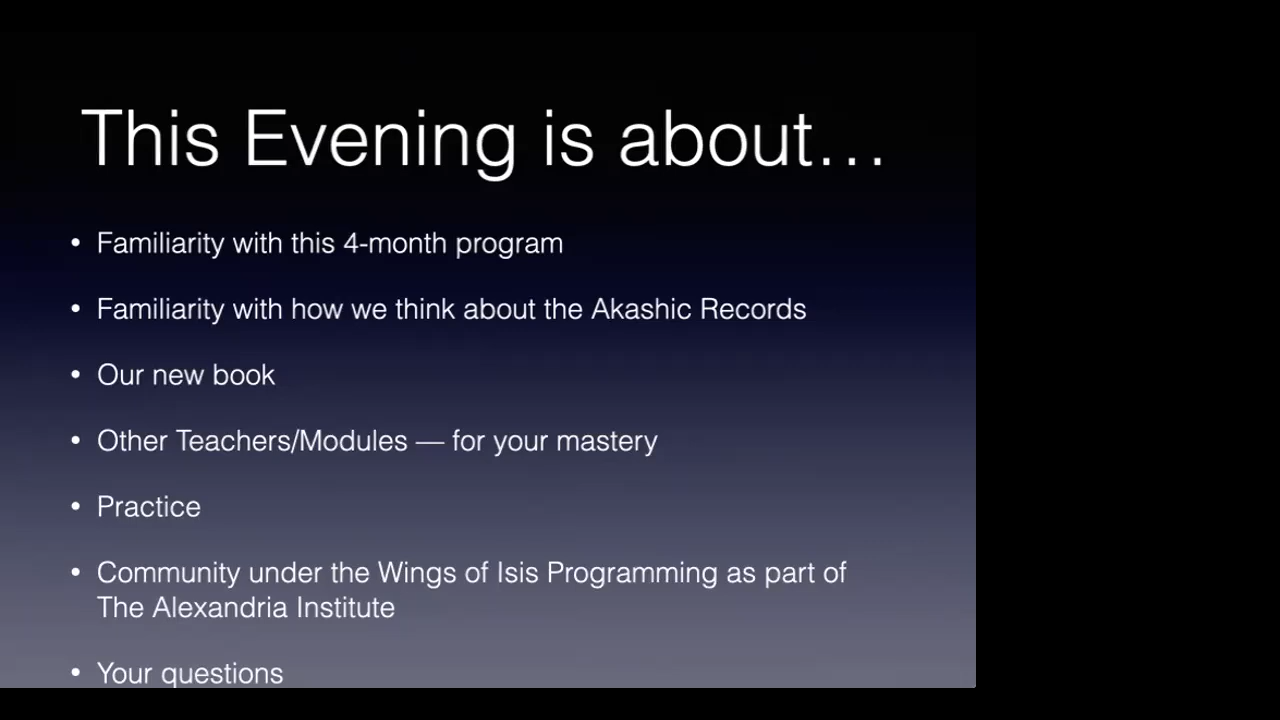 This Evening is about…
• Familiarity with this 4-month program
• Familiarity with how we think about the Akashic Records
• Our new book
• Other Teachers/Modules — for your mastery
• Practice
• Community under the Wings of Isis Programming as part of
The Alexandria Institute
• Your questions